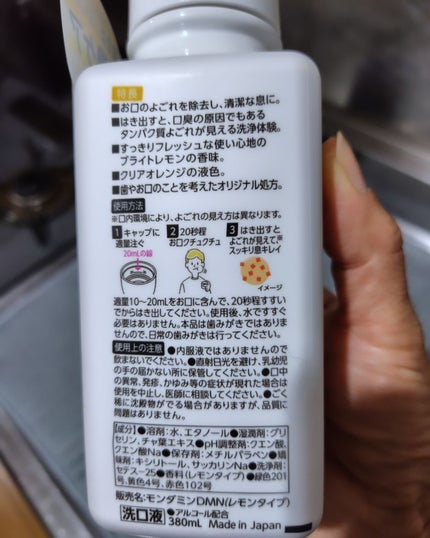 特長
■お口のよごれを除去し、清潔な息に。
■はき出すと、口臭の原因でもある
タンパク質よごれが見える洗浄体験。
■すっきりフレッシュな使い心地の
ブライトレモンの香味。
■クリアオレンジの液色。
■歯やお口のことを考えたオリジナル処方。
使用方法
※口内環境により、よごれの見え方は異なります。
1 キャップに
適量注ぐ
20mLの線
2 20秒程
お口クチュクチュ
3 はき出すと
よごれが見えて※
スッキリ息キレイ
イメージ
適量10〜20mLをお口に含んで、20秒程すすい
でからはき出してください。使用後、水ですすぐ
必要はありません。本品は歯みがきではありませ
んので、日常の歯みがきは行ってください。
使用上の注意 ●内服液ではありませんので
飲まないでください。●直射日光を避け、乳幼児
の手の届かない所に保管してください。●口中
の異常、発疹、かゆみ等の症状が現れた場合は
使用を中止し、医師に相談してください。●ごく
稀に沈殿物がでる場合がありますが、品質に
問題はありません。
【成分】●溶剤:水、エタノール●湿潤剤:グリ
セリン、チャ葉エキス●pH調整剤:クエン酸、
クエン酸Na●保存剤:メチルパラベン●矯
味剤:キシリトール、サッカリンNa●洗浄剤:
セテス-25●香料(レモンタイプ)●緑色201
号、黄色4号、赤色102号
販売名:モンダミンDMN(レモンタイプ)
洗口液 ●アルコール配合
380mL Made in Japan